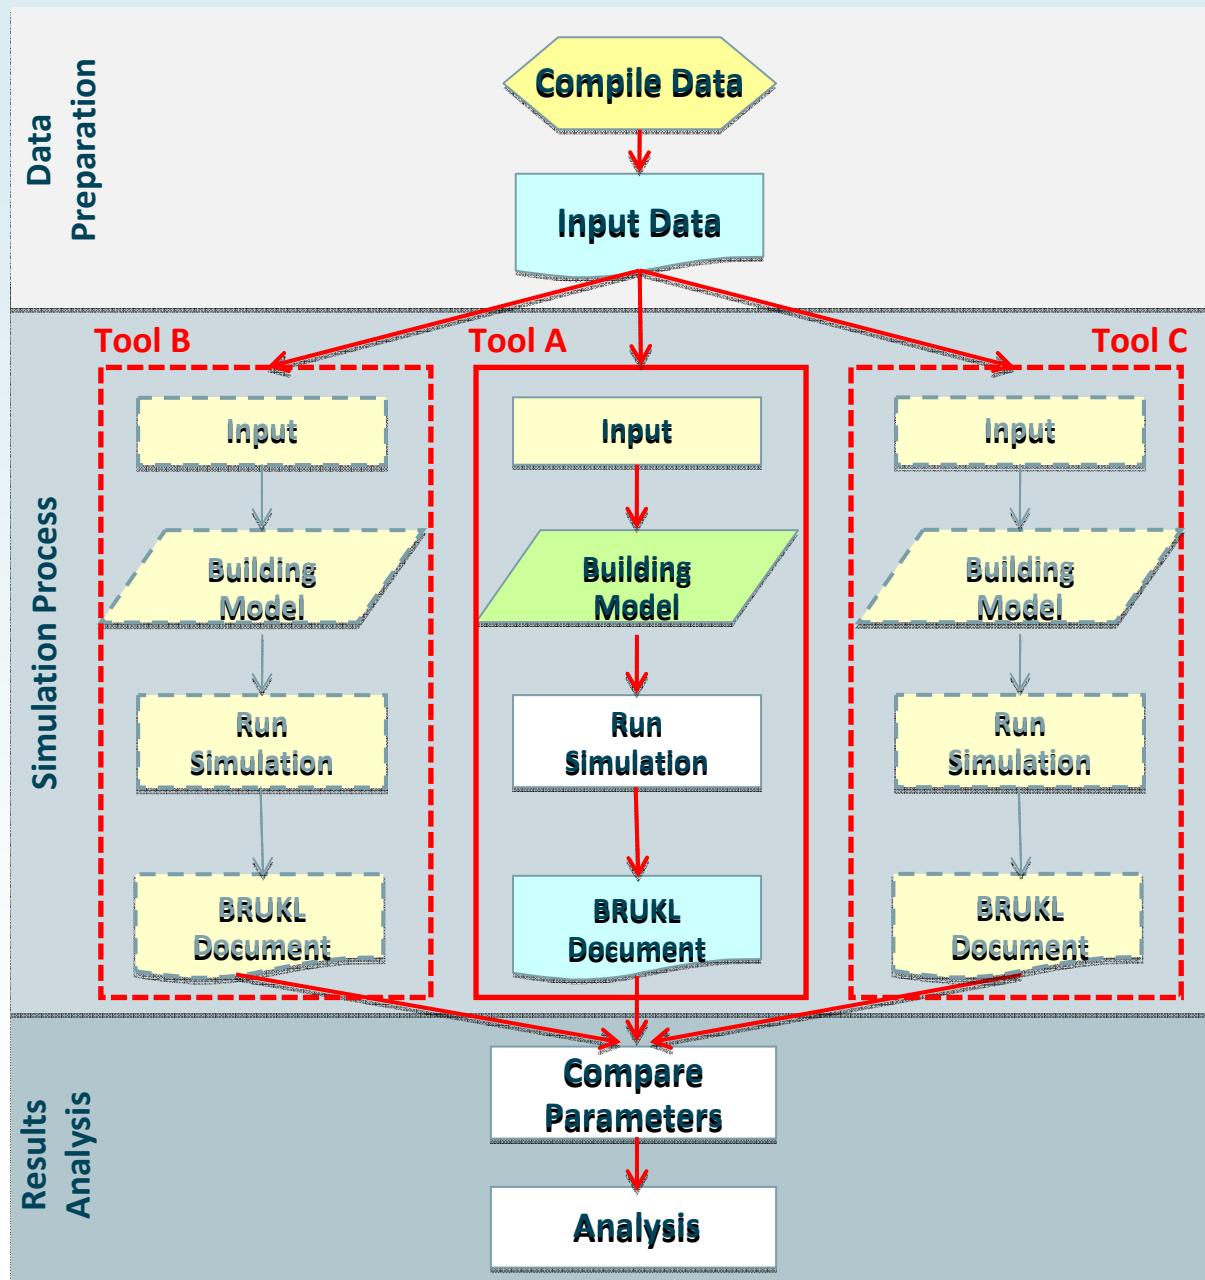 Data
Preparation
Compile Data
Input Data
Simulation Process
Tool B
Tool A
Tool C
Input
Input
Input
Building
Model
Building
Model
Building
Model
Run
Simulation
Run
Simulation
Run
Simulation
BRUKL
Document
BRUKL
Document
BRUKL
Document
Results
Analysis
Compare
Parameters
Analysis